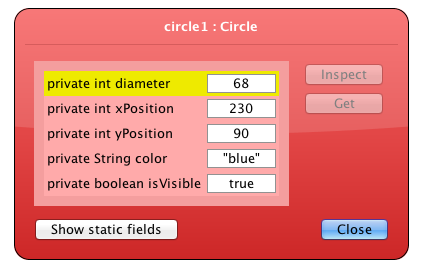 circle1 : Circle
private int diameter 68
private int xPosition 230
private int yPosition 90
private String color "blue"
private boolean isVisible true
Inspect
Get
Show static fields
Close